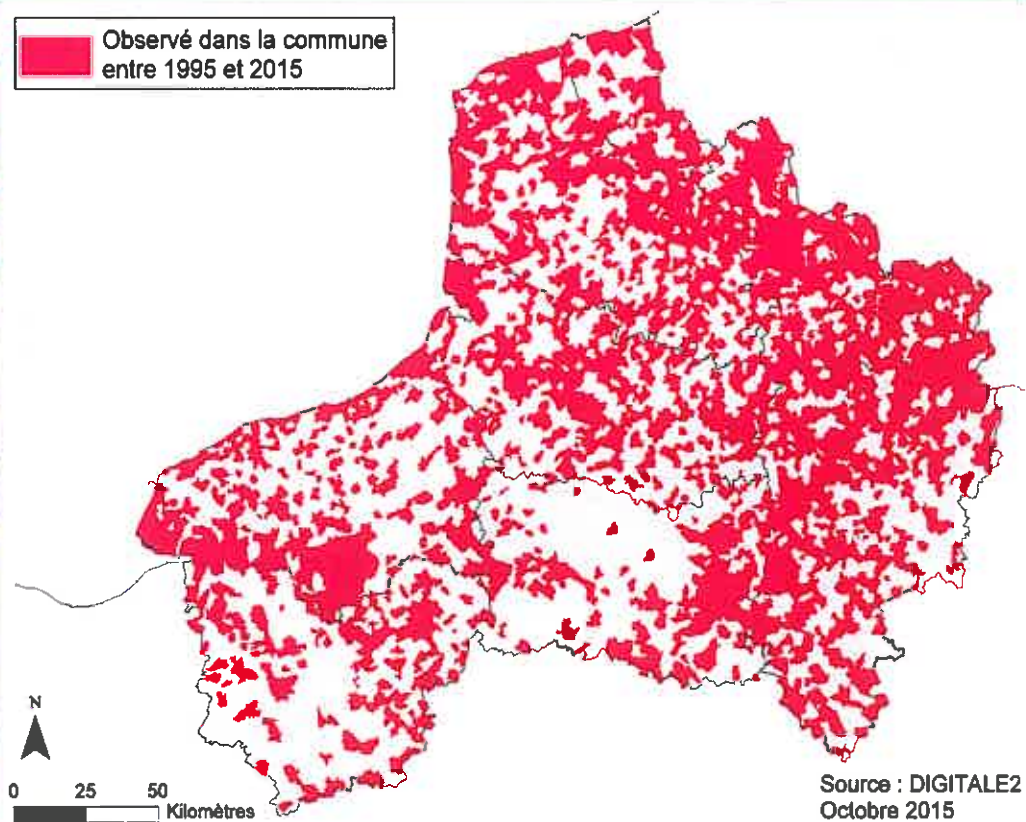 Observé dans la commune
entre 1995 et 2015
N
0 25 50
Kilomètres
Source : DIGITALE2
Octobre 2015